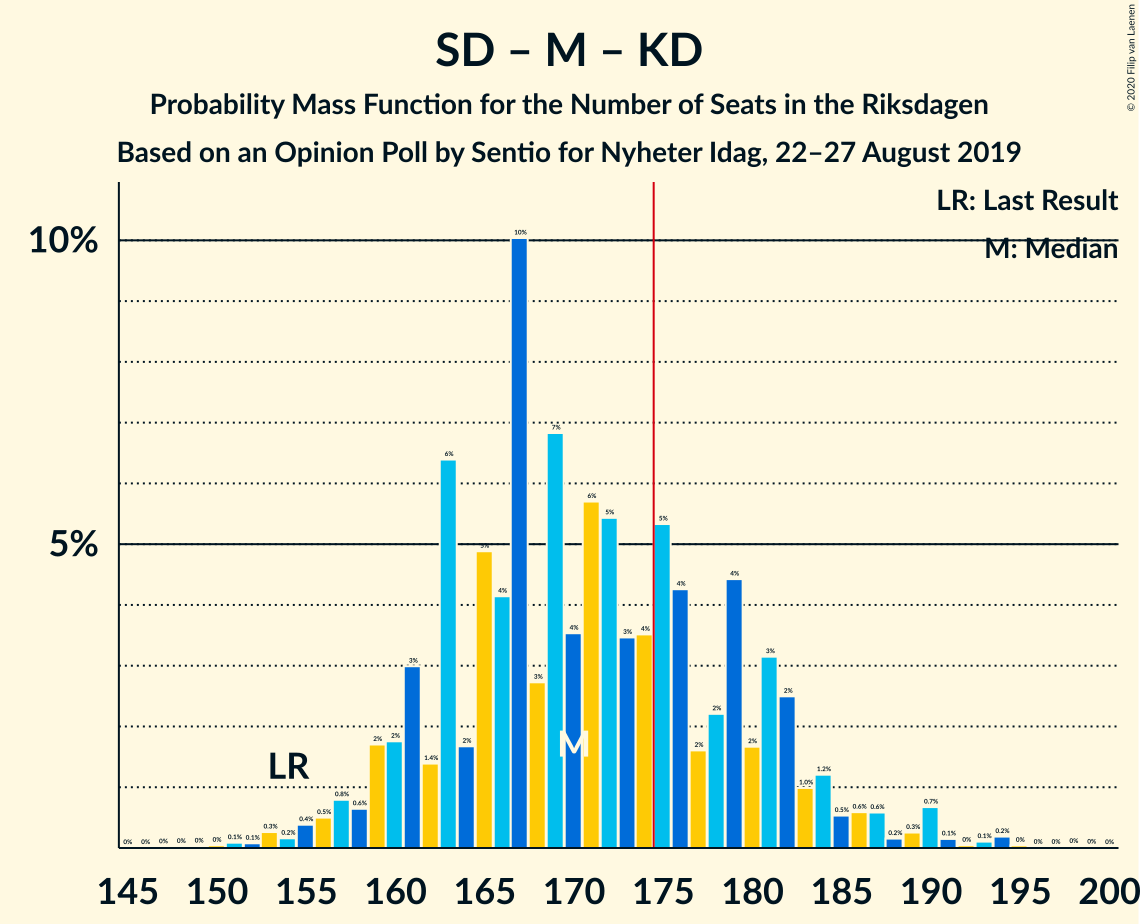 SD – M – KD
Probability Mass Function for the Number of Seats in the Riksdagen
Based on an Opinion Poll by Sentio for Nyheter Idag, 22–27 August 2019
© 2020 Filip van Laenen
LR: Last Result
M: Median
10%
5%
0% 0% 0% 0% 0% 0% 0.1% 0.1% 0.3% 0.2% 0.4% 0.5% 0.8% 0.6% 2% 2% 3% 1.4% 6% 2% 5% 4% 10% 3% 7% 4% 6% 5% 3% 4% 5% 4% 2% 2% 4% 2% 3% 2% 1.0% 1.2% 0.5% 0.6% 0.6% 0.2% 0.3% 0.7% 0.1% 0% 0.1% 0.2% 0% 0% 0% 0% 0% 0%
LR
M
145 150 155 160 165 170 175 180 185 190 195 200